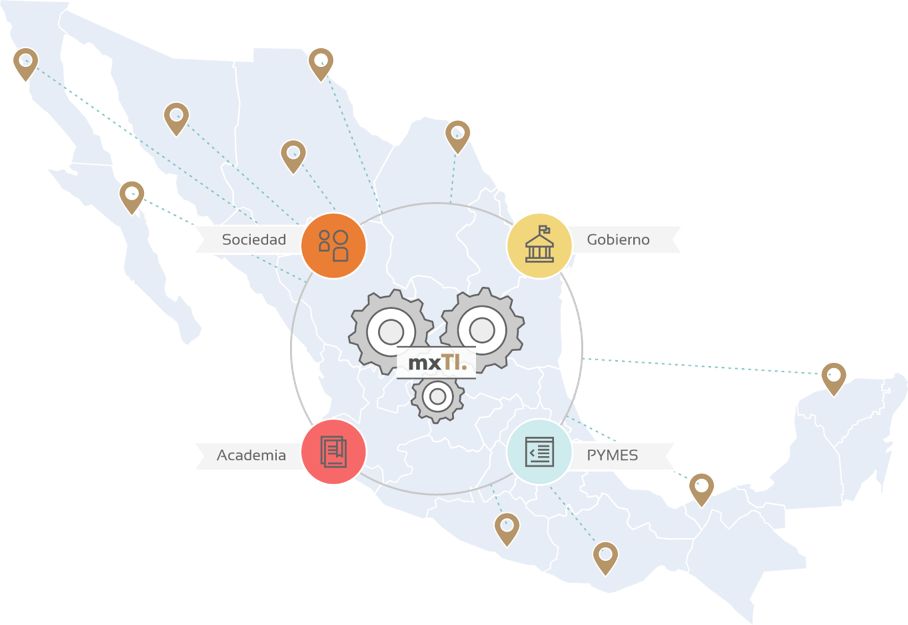 Sociedad
Gobierno
mxTI.
Academia
PYMES